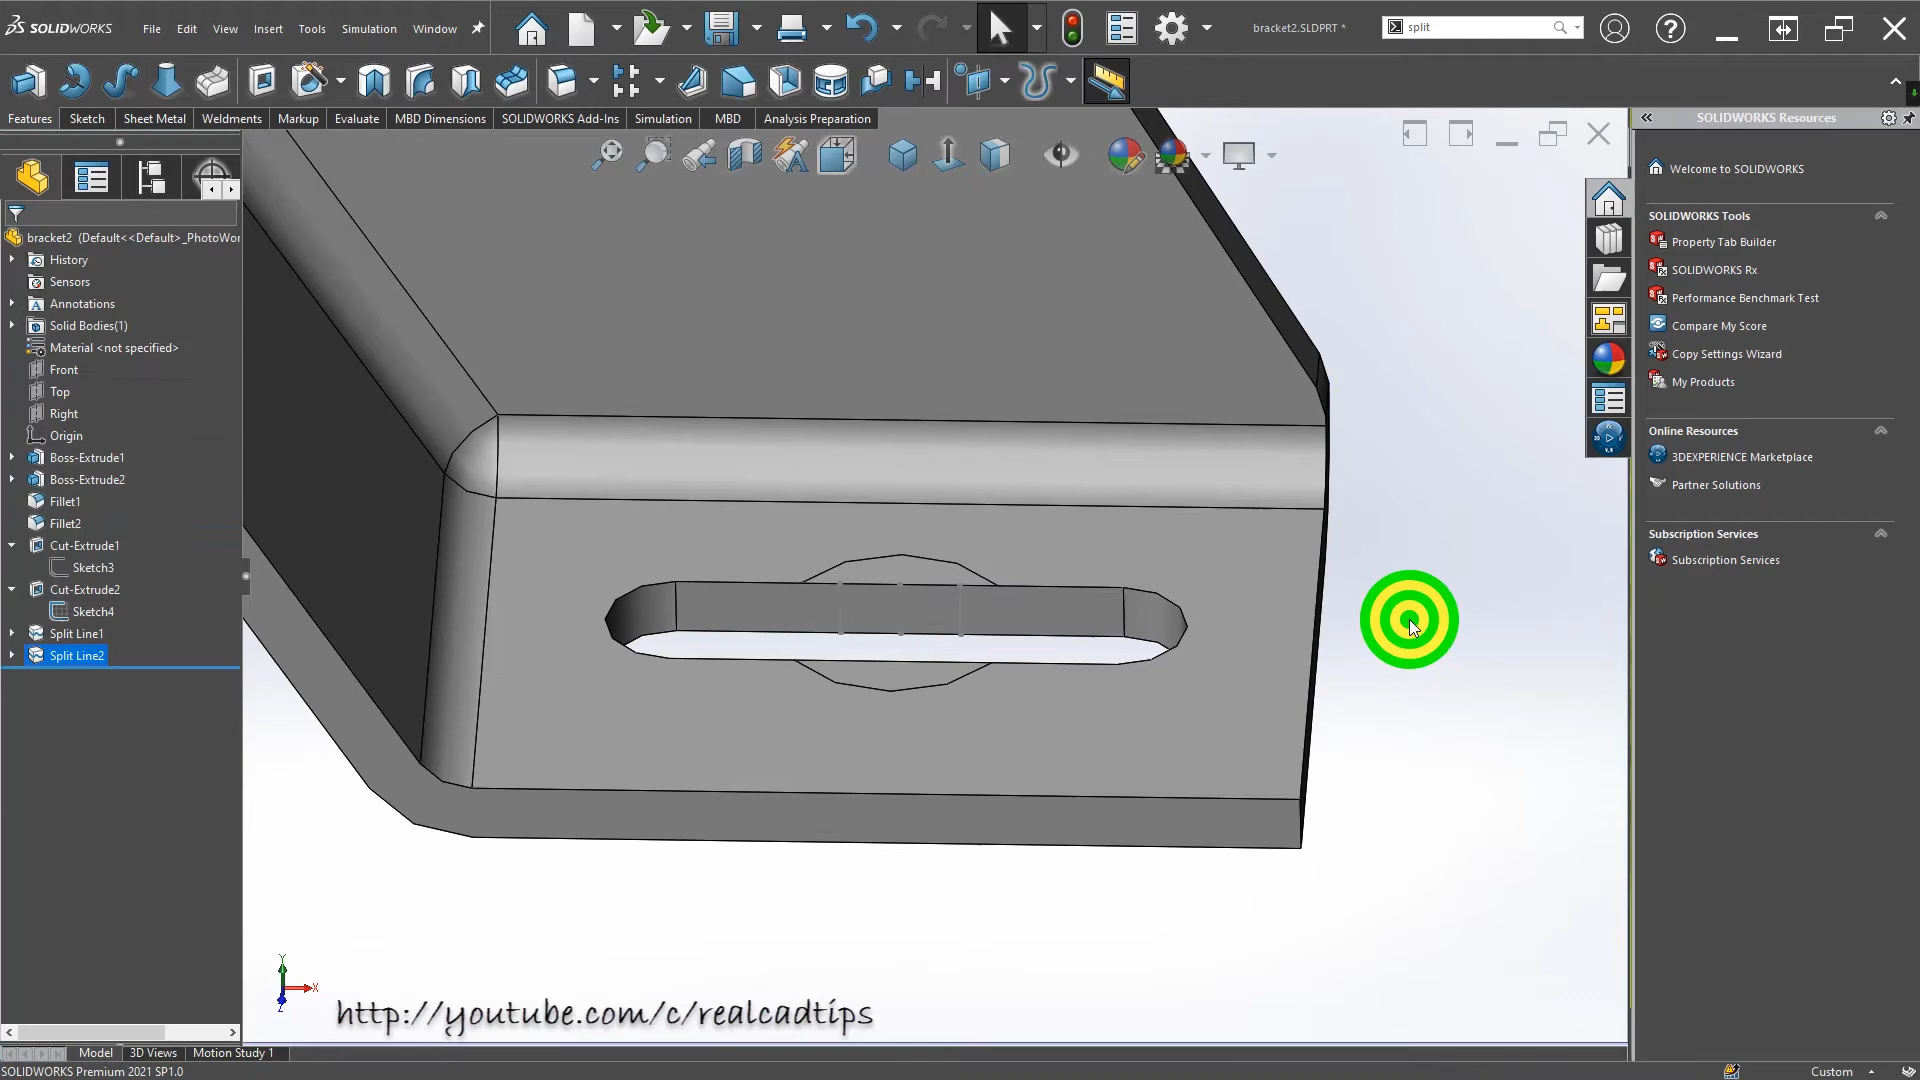 SOLIDWORKS File Edit View Insert Tools Simulation Window bracket2.SLDPRT * split
Features Sketch Sheet Metal Weldments Markup Evaluate MBD Dimensions SOLIDWORKS Add-Ins Simulation MBD Analysis Preparation
bracket2 (Default<<Default>_PhotoWor
History
Sensors
Annotations
Solid Bodies(1)
Material <not specified>
Front
Top
Right
Origin
Boss-Extrude1
Boss-Extrude2
Fillet1
Fillet2
Cut-Extrude1
Sketch3
Cut-Extrude2
Sketch4
Split Line1
Split Line2
SOLIDWORKS Resources
Welcome to SOLIDWORKS
SOLIDWORKS Tools
Property Tab Builder
SOLIDWORKS Rx
Performance Benchmark Test
Compare My Score
Copy Settings Wizard
My Products
Online Resources
3DEXPERIENCE Marketplace
Partner Solutions
Subscription Services
Subscription Services
Y
X
Z
http://youtube.com/c/realcadtips
Model 3D Views Motion Study 1
SOLIDWORKS Premium 2021 SP1.0
Custom